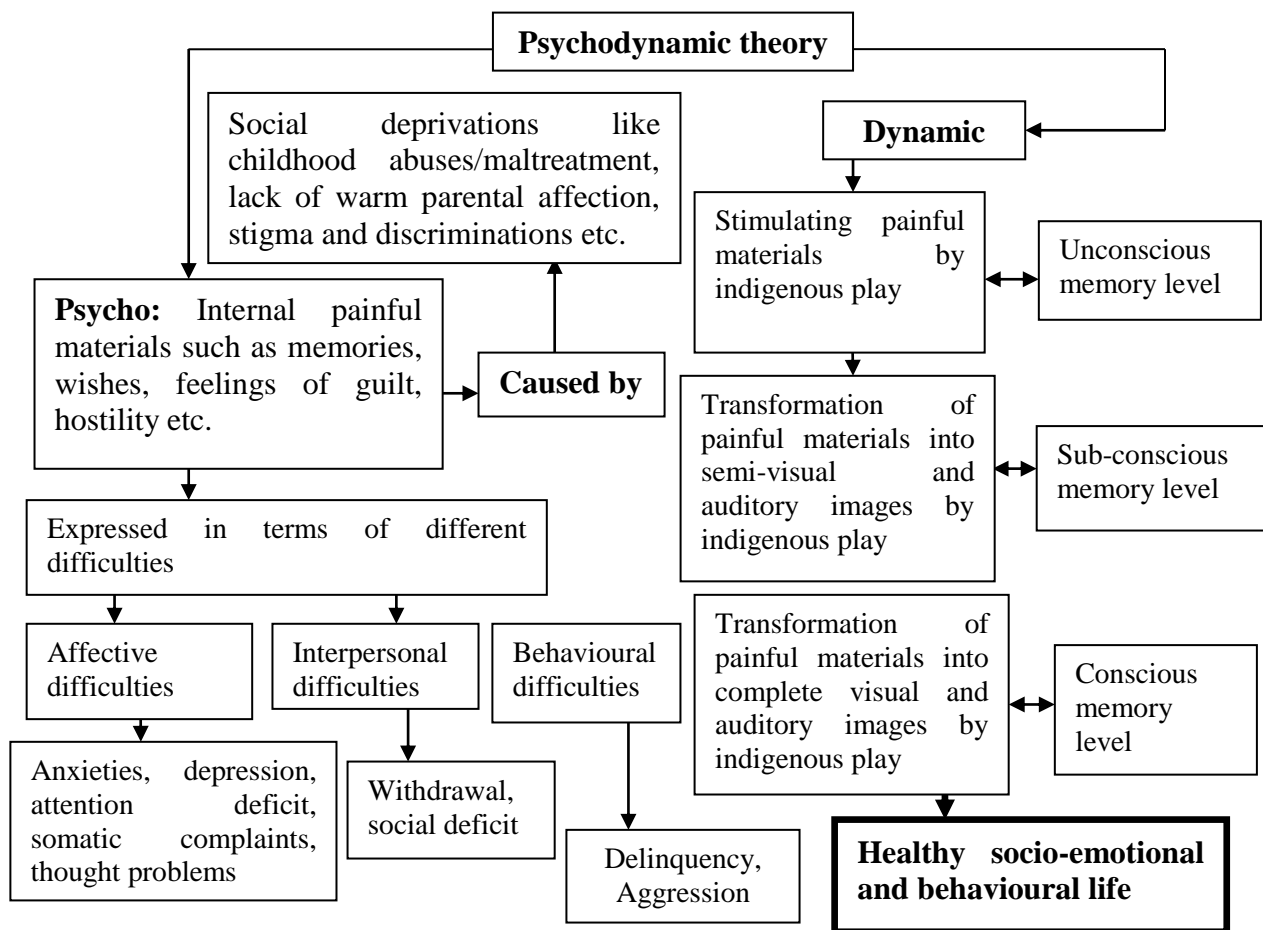 Psychodynamic theory
Social deprivations like
childhood abuses/maltreatment,
lack of warm parental affection,
stigma and discriminations etc.
Psycho: Internal painful
materials such as memories,
wishes, feelings of guilt,
hostility etc.
Caused by
Expressed in terms of different
difficulties
Affective
difficulties
Interpersonal
difficulties
Behavioural
difficulties
Anxieties, depression,
attention deficit,
somatic complaints,
thought problems
Withdrawal,
social deficit
Delinquency,
Aggression
Dynamic
Stimulating painful
materials by
indigenous play
Unconscious
memory level
Transformation of
painful materials into
semi-visual and
auditory images by
indigenous play
Sub-conscious
memory level
Transformation of
painful materials into
complete visual and
auditory images by
indigenous play
Conscious
memory
level
Healthy socio-emotional
and behavioural life